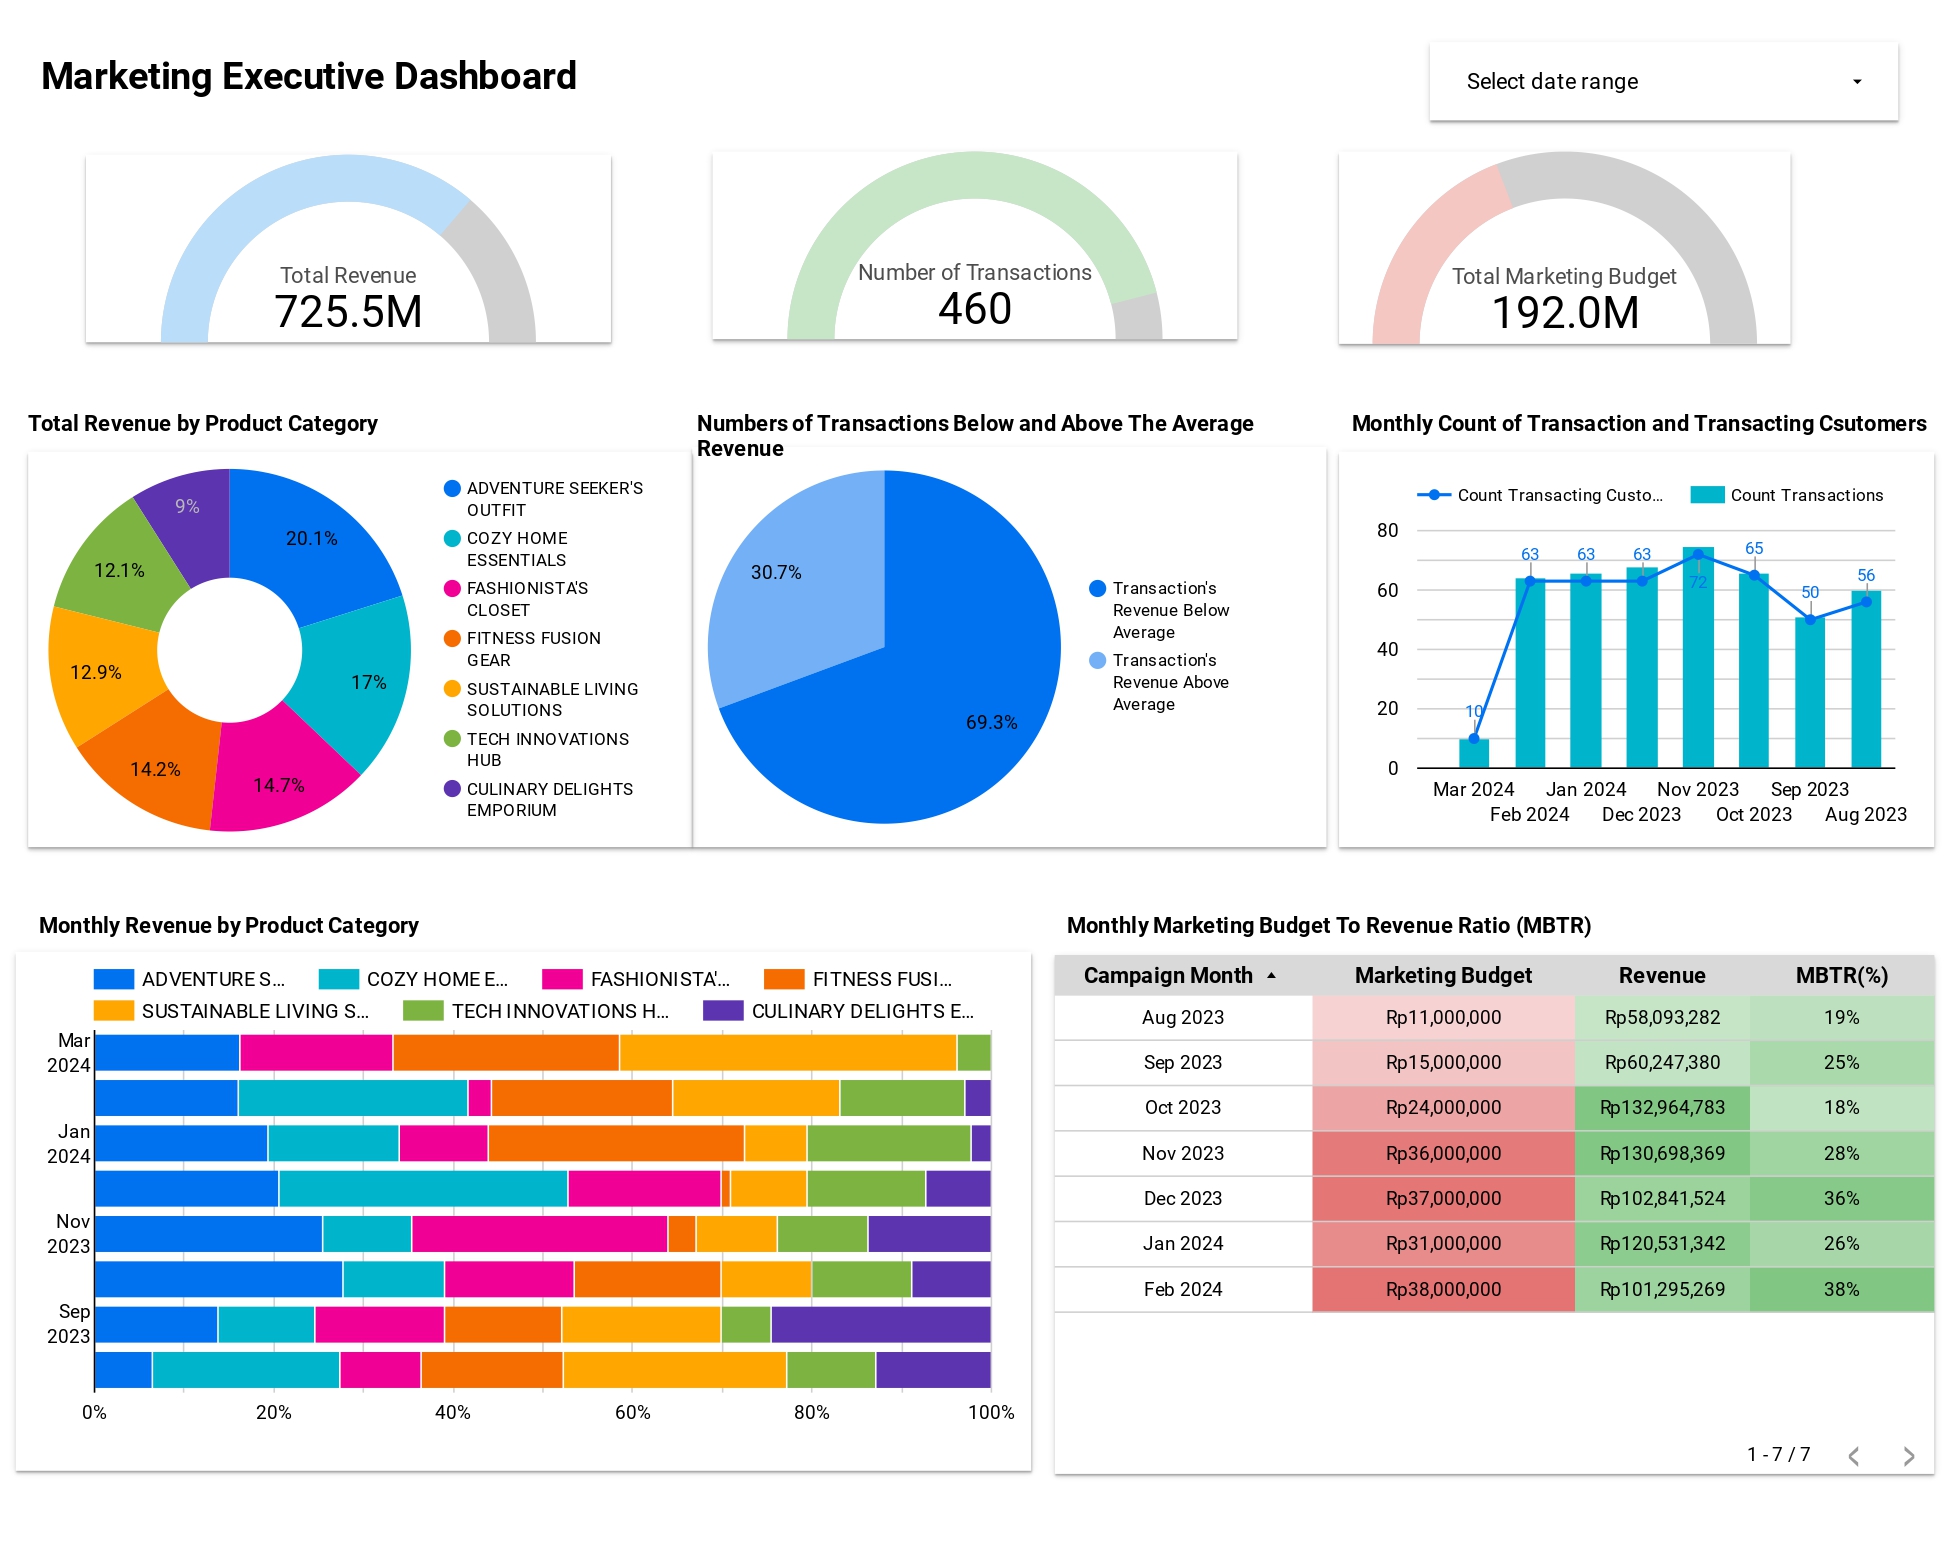 Marketing Executive Dashboard
Select date range
Total Revenue
725.5M
Number of Transactions
460
Total Marketing Budget
192.0M
Total Revenue by Product Category
20.1%
17%
14.7%
14.2%
12.9%
12.1%
9%
ADVENTURE SEEKER'S
OUTFIT
COZY HOME
ESSENTIALS
FASHIONISTA'S
CLOSET
FITNESS FUSION
GEAR
SUSTAINABLE LIVING
SOLUTIONS
TECH INNOVATIONS
HUB
CULINARY DELIGHTS
EMPORIUM
Numbers of Transactions Below and Above The Average
Revenue
30.7%
69.3%
Transaction's
Revenue Below
Average
Transaction's
Revenue Above
Average
Monthly Count of Transaction and Transacting Csutomers
Count Transacting Custo... Count Transactions
80
60
40
20
0
10 63 63 63 72 65 50 56
Mar 2024 Jan 2024 Nov 2023 Sep 2023
Feb 2024 Dec 2023 Oct 2023 Aug 2023
Monthly Revenue by Product Category
ADVENTURE S... COZY HOME E... FASHIONISTA'... FITNESS FUSI...
SUSTAINABLE LIVING S... TECH INNOVATIONS H... CULINARY DELIGHTS E...
Mar
2024
Jan
2024
Nov
2023
Sep
2023
0% 20% 40% 60% 80% 100%
Monthly Marketing Budget To Revenue Ratio (MBTR)
Campaign Month Marketing Budget Revenue MBTR(%)
Aug 2023 Rp11,000,000 Rp58,093,282 19%
Sep 2023 Rp15,000,000 Rp60,247,380 25%
Oct 2023 Rp24,000,000 Rp132,964,783 18%
Nov 2023 Rp36,000,000 Rp130,698,369 28%
Dec 2023 Rp37,000,000 Rp102,841,524 36%
Jan 2024 Rp31,000,000 Rp120,531,342 26%
Feb 2024 Rp38,000,000 Rp101,295,269 38%
1 - 7 / 7